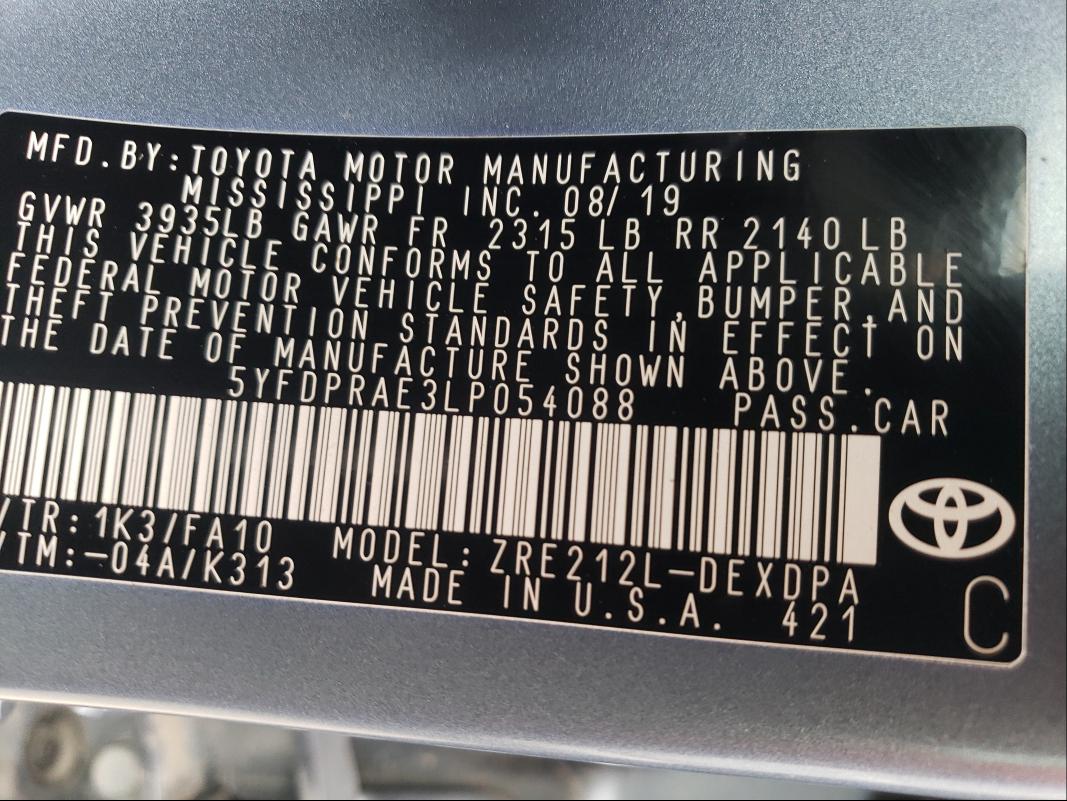 MFD.BY:TOYOTA MOTOR MANUFACTURING
MISSISSIPPI INC. 08/19
GVWR 3935LB GAWR FR 2315 LB RR 2140 LB
THIS VEHICLE CONFORMS TO ALL APPLICABLE
FEDERAL MOTOR VEHICLE SAFETY,BUMPER,AND
THEFT PREVENTION STANDARDS IN EFFECT ON
THE DATE OF MANUFACTURE SHOWN ABOVE.
5YFDPRAE3LP054088 PASS.CAR
/TR: 1K3/FA10 MODEL: ZRE212L-DEXDPA
/TM:-04A/K313 MADE IN U.S.A. 421
C